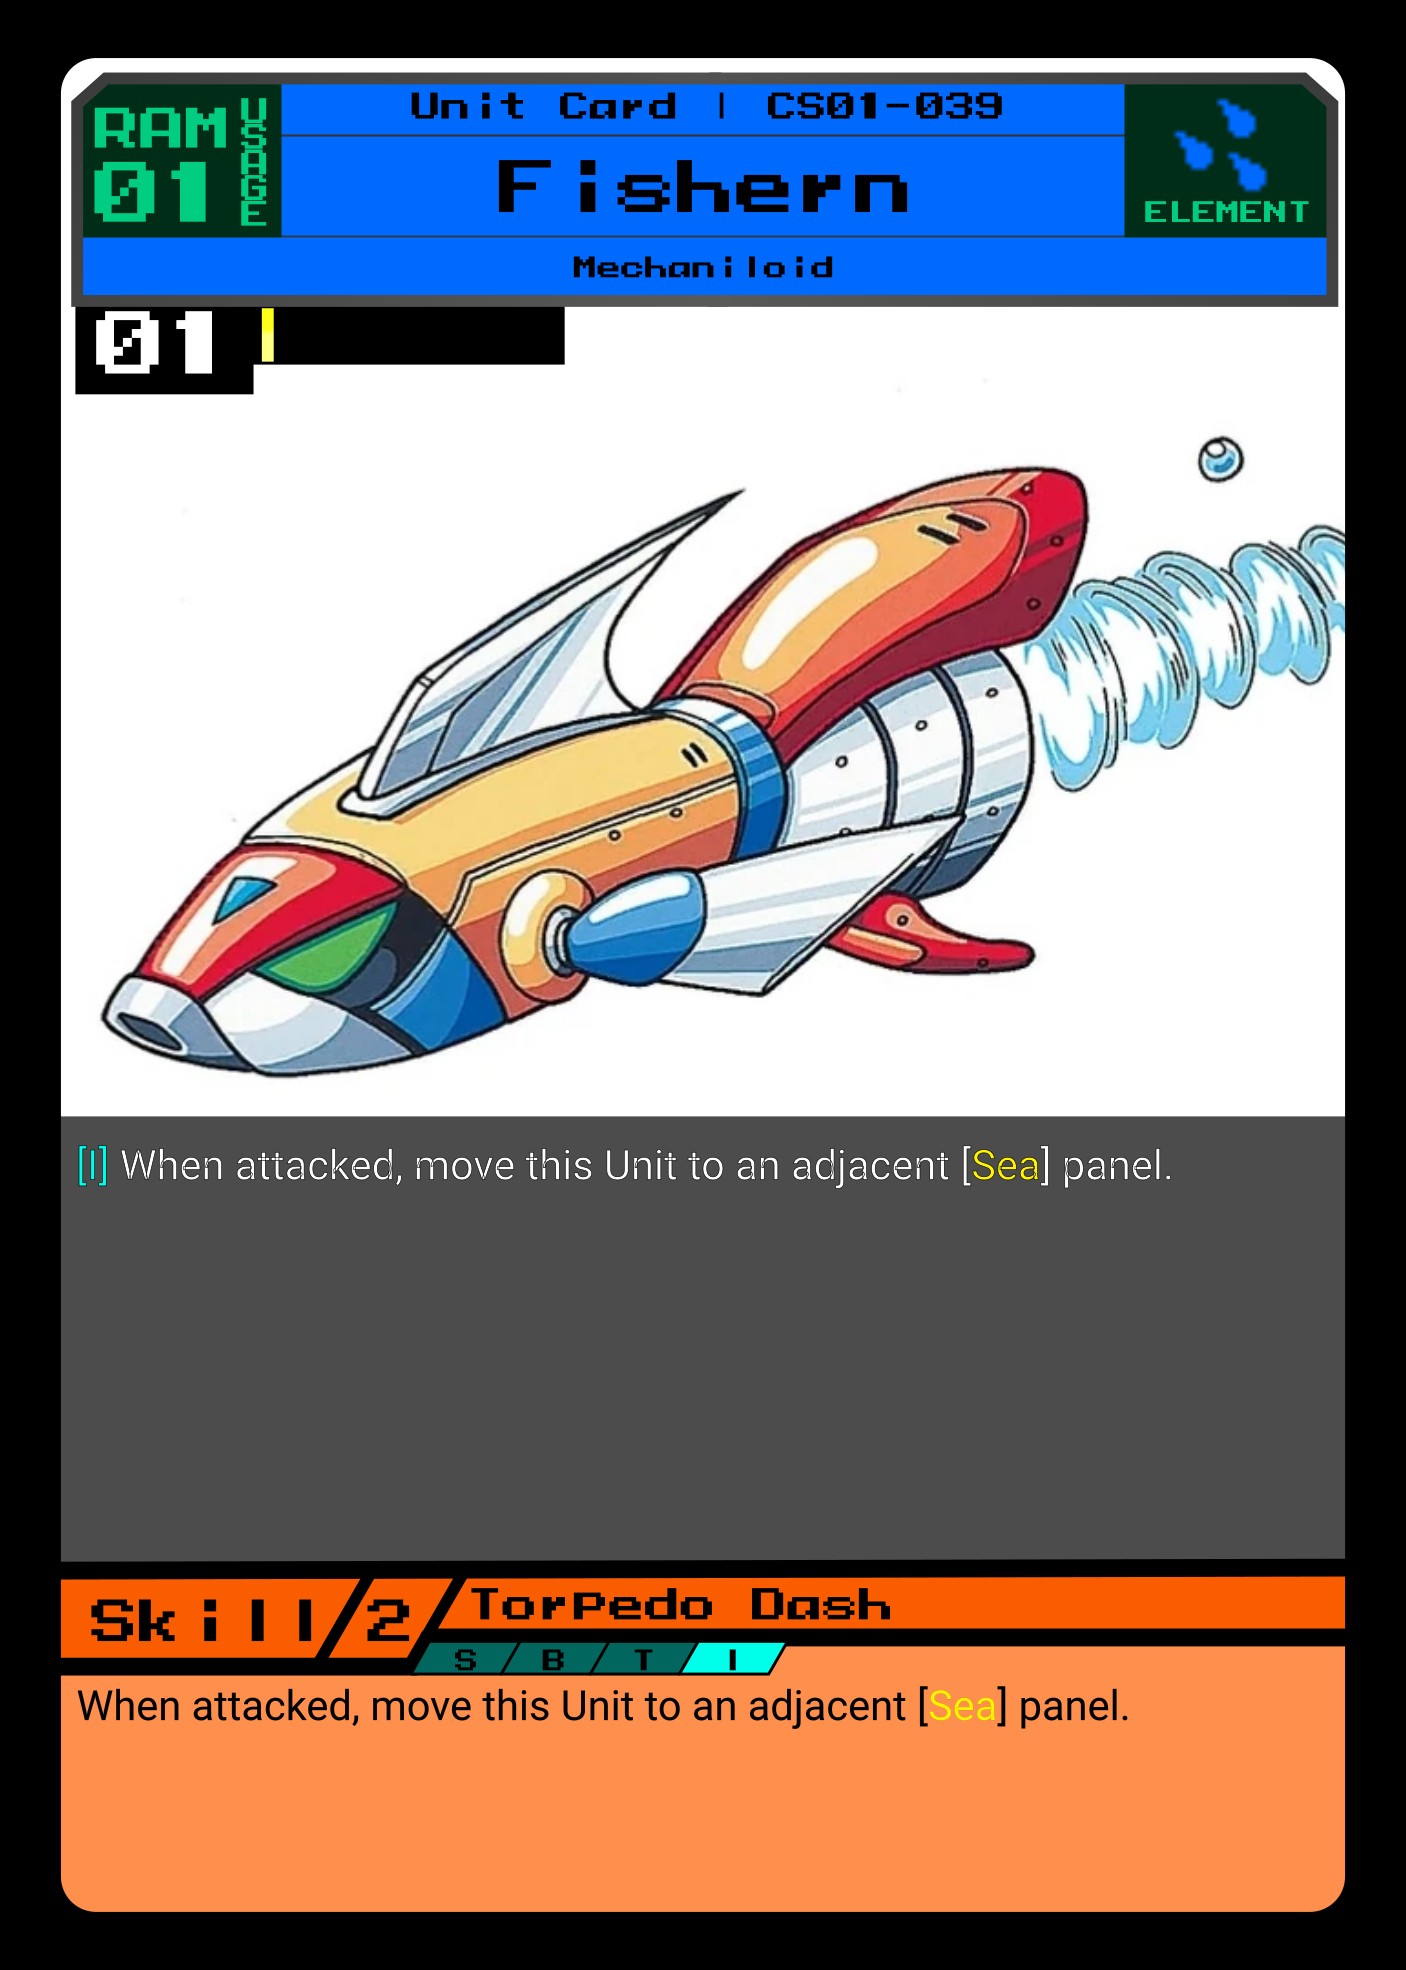 RAM USAGE
01
Unit Card | CS01-039
Fishern
ELEMENT
Mechaniloid
01
[I] When attacked, move this Unit to an adjacent [Sea] panel.
Skill/2
Torpedo Dash
S / B / T / I
When attacked, move this Unit to an adjacent [Sea] panel.